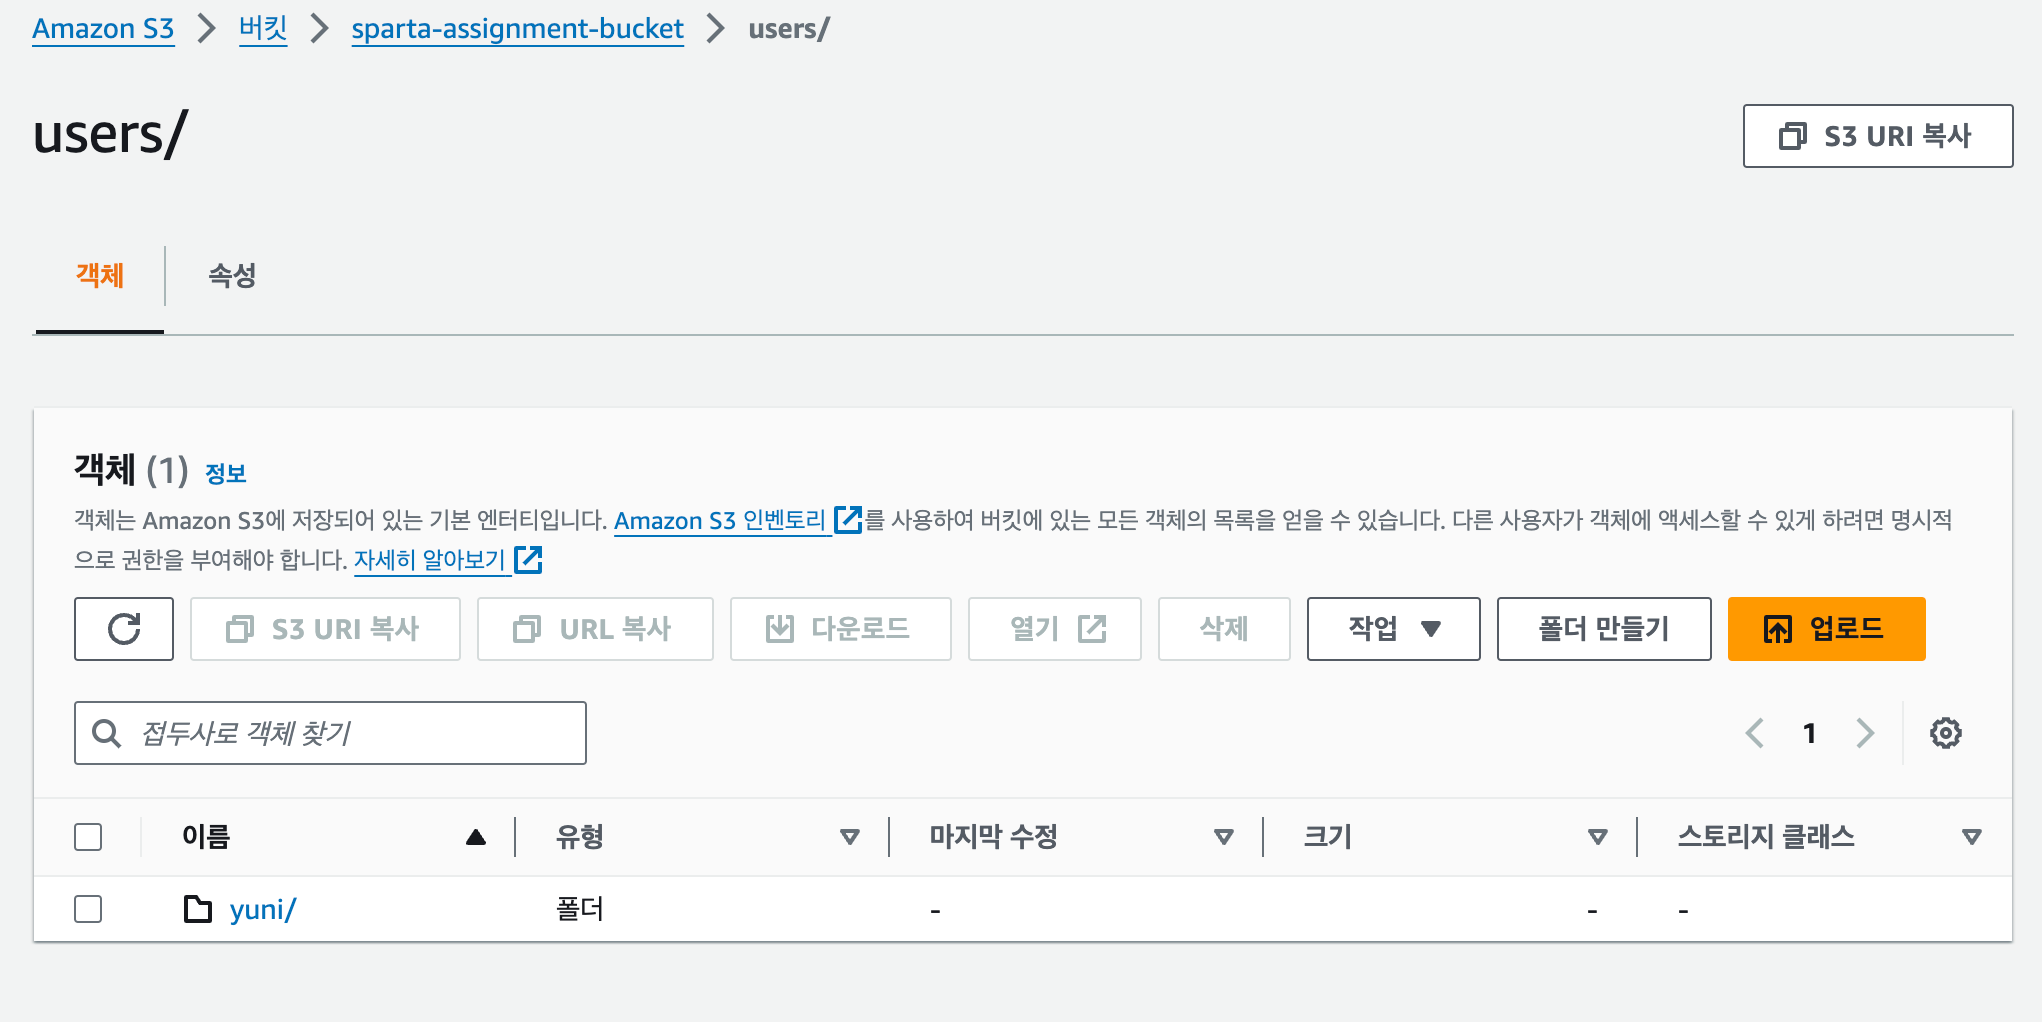 Amazon S3 > 버킷 > sparta-assignment-bucket > users/
users/
S3 URI 복사
객체
속성
객체 (1) 정보
객체는 Amazon S3에 저장되어 있는 기본 엔터티입니다. Amazon S3 인벤토리를 사용하여 버킷에 있는 모든 객체의 목록을 얻을 수 있습니다. 다른 사용자가 객체에 액세스할 수 있게 하려면 명시적
으로 권한을 부여해야 합니다. 자세히 알아보기
S3 URI 복사 URL 복사 다운로드 열기 삭제 작업 폴더 만들기 업로드
접두사로 객체 찾기
1
이름 유형 마지막 수정 크기 스토리지 클래스
yuni/ 폴더 - - -